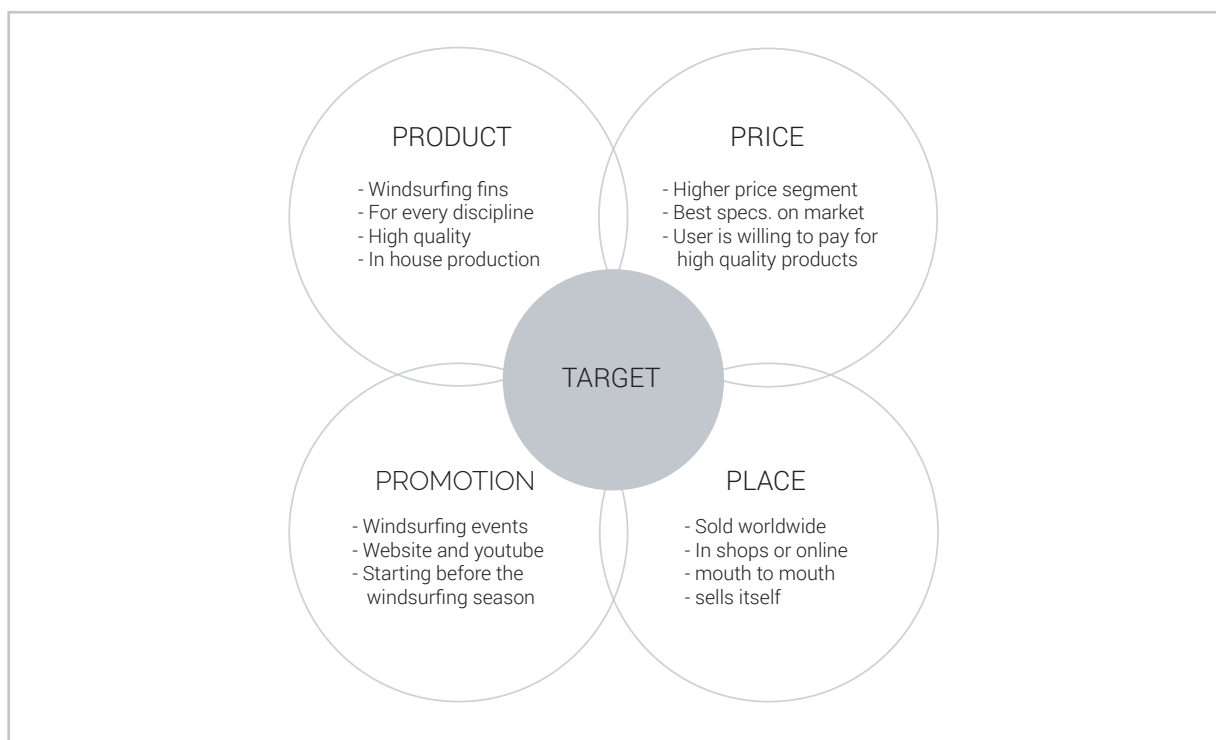 PRODUCT
- Windsurfing fins
- For every discipline
- High quality
- In house production
PRICE
- Higher price segment
- Best specs. on market
- User is willing to pay for
high quality products
TARGET
PROMOTION
- Windsurfing events
- Website and youtube
- Starting before the
windsurfing season
PLACE
- Sold worldwide
- In shops or online
- mouth to mouth
- sells itself